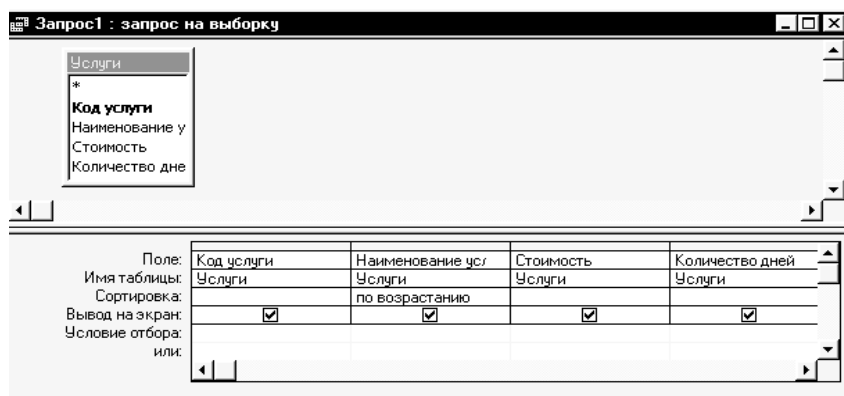 Запрос1 : запрос на выборку
Услуги
*
Код услуги
Наименование у
Стоимость
Количество дне
Поле: Код услуги Наименование усл Стоимость Количество дней
Имя таблицы: Услуги Услуги Услуги Услуги
Сортировка: по возрастанию
Вывод на экран:
Условие отбора:
или: